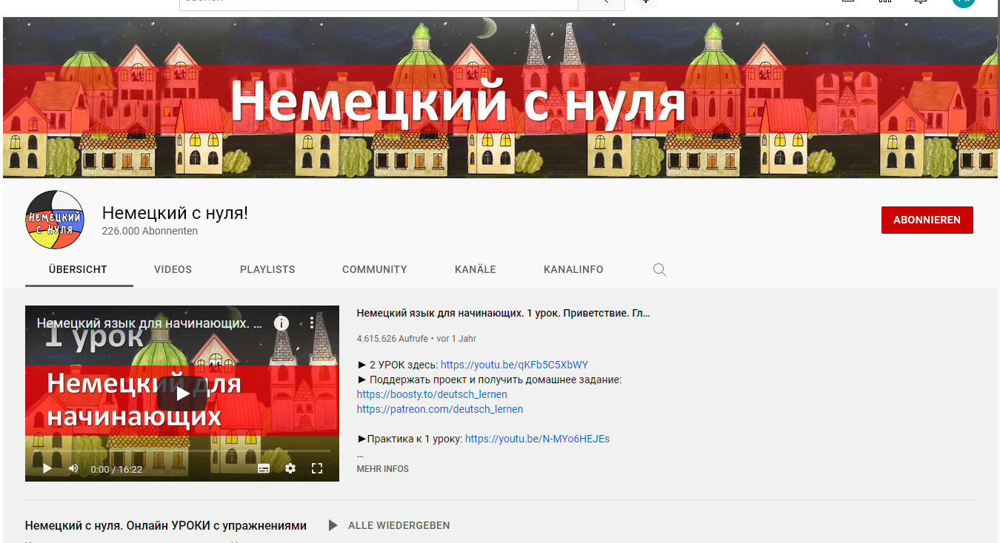 Suchen
Немецкий с нуля
НЕМЕЦКИЙ
С НУЛЯ
Немецкий с нуля!
226.000 Abonnenten
ABONNIEREN
ÜBERSICHT VIDEOS PLAYLISTS COMMUNITY KANÄLE KANALINFO
Немецкий язык для начинающих. ...
1 урок
Немецкий для
начинающих
0:00 / 16:22
Немецкий язык для начинающих. 1 урок. Приветствие. Гл...
4.615.626 Aufrufe • vor 1 Jahr
► 2 УРОК здесь: https://youtu.be/qKFb5C5XbWY
► Поддержать проект и получить домашнее задание:
https://boosty.to/deutsch_lernen
https://patreon.com/deutsch_lernen
►Практика к 1 уроку: https://youtu.be/N-MYo6HEJEs
...
MEHR INFOS
Немецкий с нуля. Онлайн УРОКИ с упражнениями ALLE WIEDERGEBEN